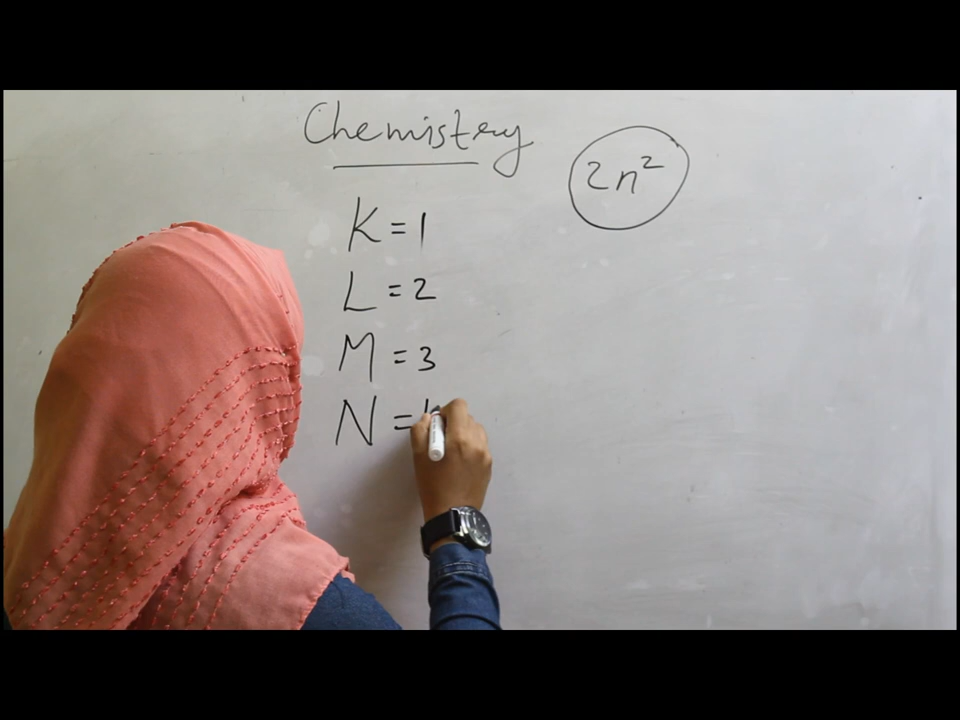 Chemistry
2n²
K = 1
L = 2
M = 3
N =